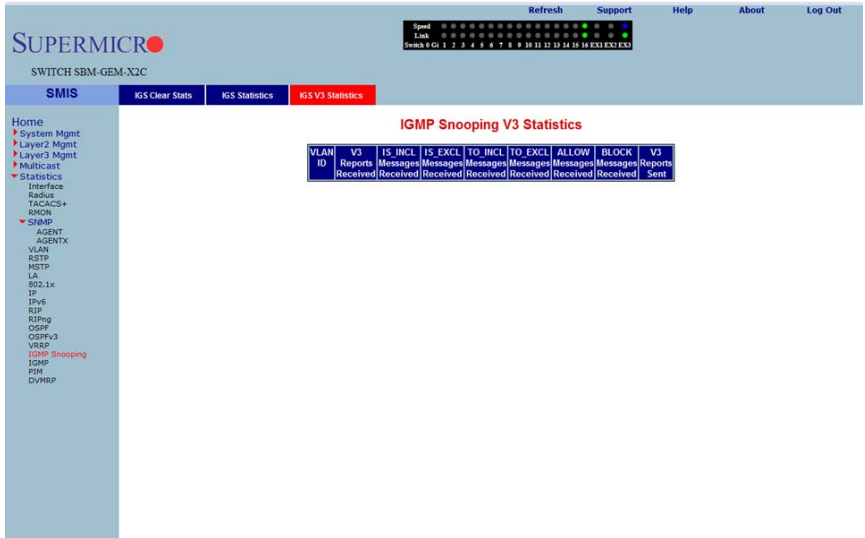 Refresh Support Help About Log Out
Speed
Link
Switch 0 Gi 1 2 3 4 5 6 7 8 9 10 11 12 13 14 15 16 EX1 EX2 EX3
SUPERMICRO
SWITCH SBM-GEM-X2C
SMIS
IGS Clear Stats
IGS Statistics
IGS V3 Statistics
Home
System Mgmt
Layer2 Mgmt
Layer3 Mgmt
Multicast
Statistics
Interface
Radius
TACACS+
RMON
SNMP
AGENT
AGENTX
VLAN
RSTP
MSTP
LA
802.1x
IP
IPv6
RIP
RIPng
OSPF
OSPFv3
VRRP
IGMP Snooping
IGMP
PIM
DVMRP
IGMP Snooping V3 Statistics
VLAN V3 IS_INCL IS_EXCL TO_INCL TO_EXCL ALLOW BLOCK V3
ID Reports Messages Messages Messages Messages Messages Messages Reports
Received Received Received Received Received Received Received Sent